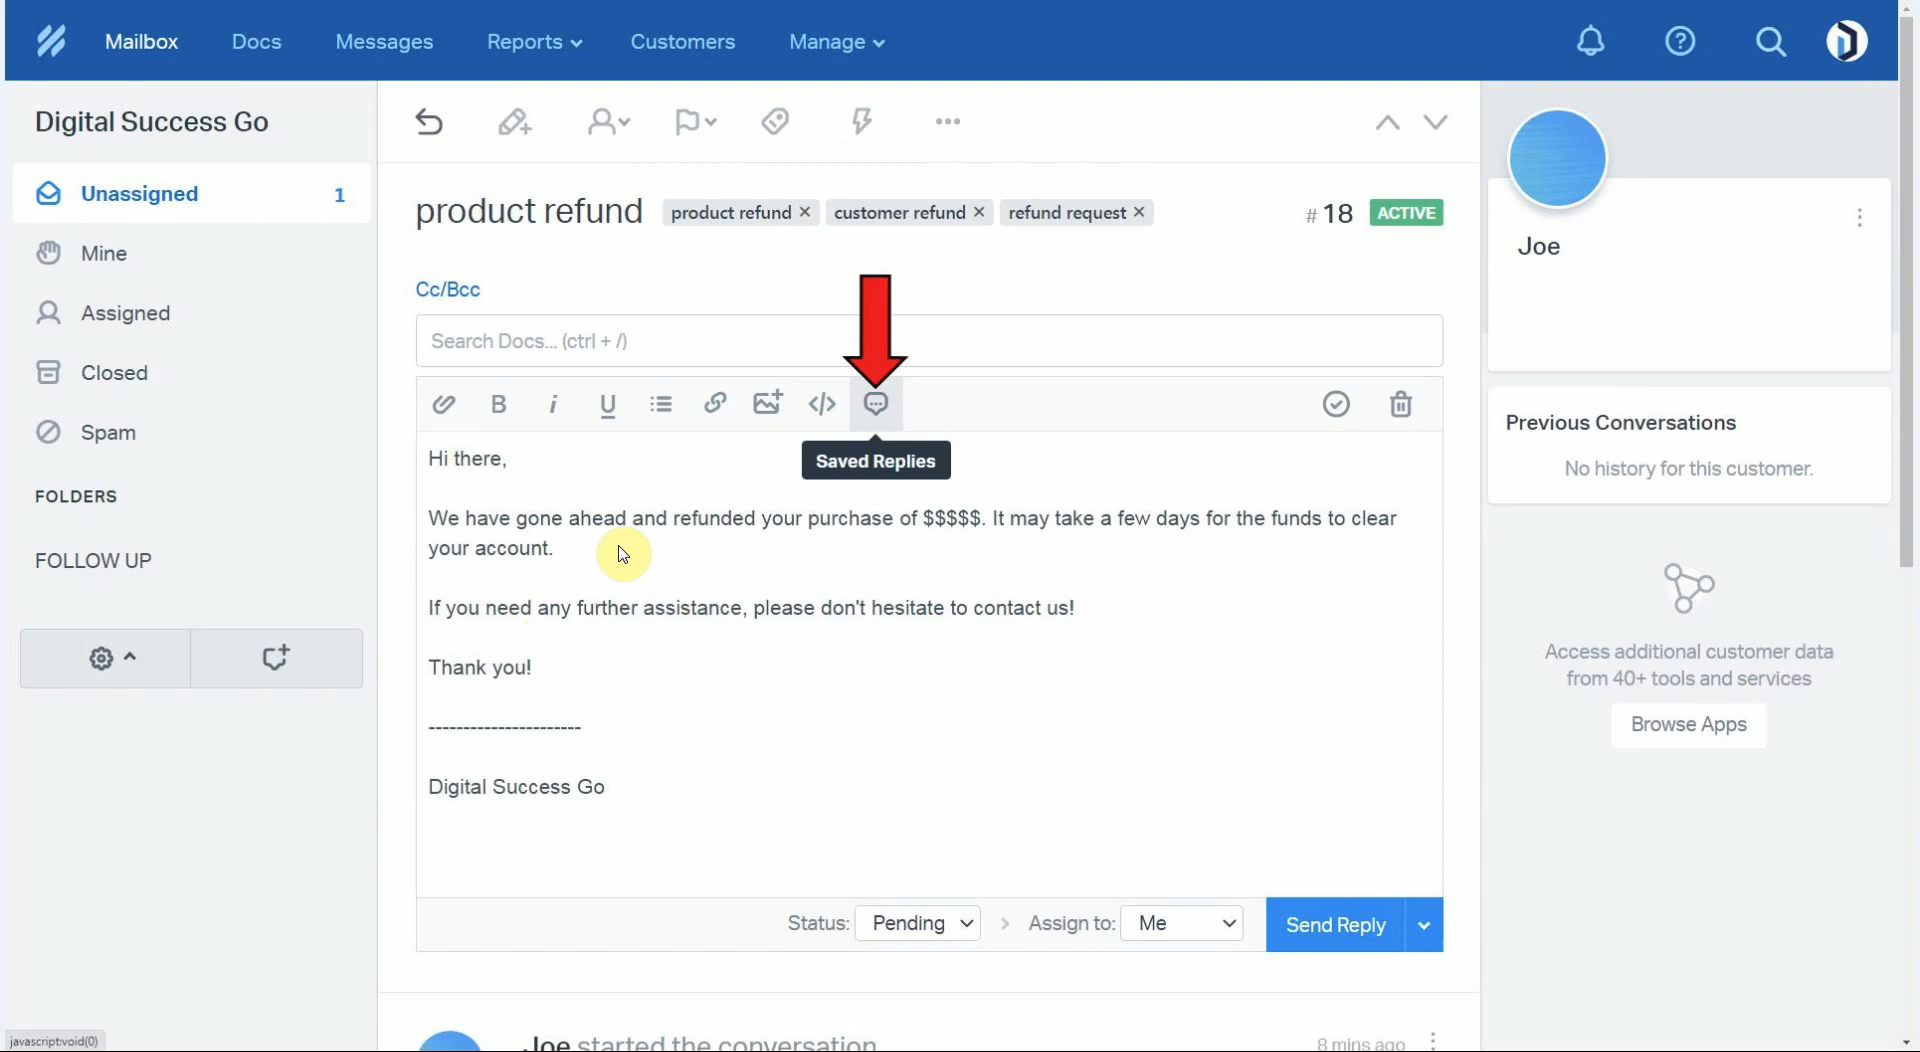 Mailbox Docs Messages Reports Customers Manage
Digital Success Go
Unassigned 1
Mine
Assigned
Closed
Spam
FOLDERS
FOLLOW UP
product refund product refund × customer refund × refund request × # 18 ACTIVE
Cc/Bcc
Search Docs... (ctrl + /)
B i U </>
Saved Replies
Hi there,
We have gone ahead and refunded your purchase of $$$$$. It may take a few days for the funds to clear
your account.
If you need any further assistance, please don't hesitate to contact us!
Thank you!
----------------------
Digital Success Go
Status: Pending > Assign to: Me Send Reply
Joe started the conversation 8 mins ago
Joe
Previous Conversations
No history for this customer.
Access additional customer data
from 40+ tools and services
Browse Apps
javascript:void(0)